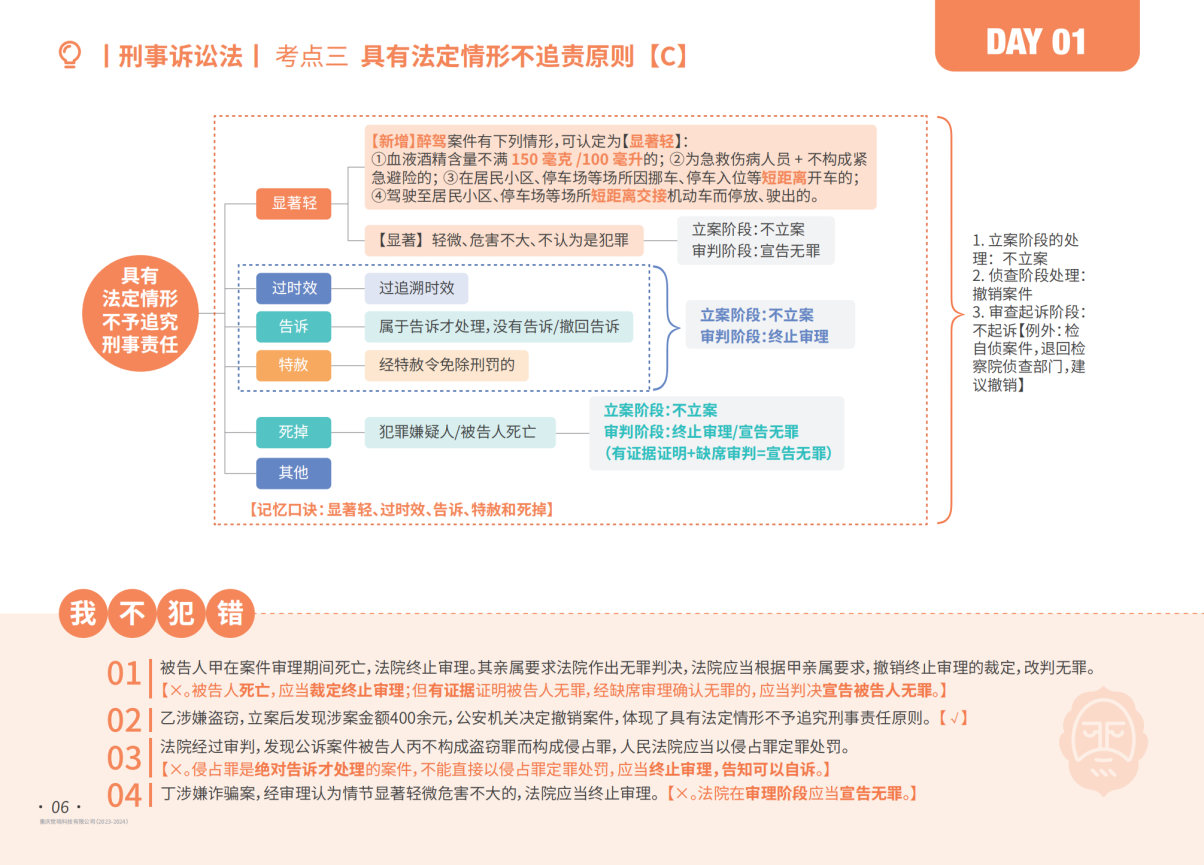 ｜刑事诉讼法｜ 考点三 具有法定情形不追责原则【C】
DAY 01
【新增】醉驾案件有下列情形，可认定为【显著轻】：
①血液酒精含量不满 150 毫克 /100 毫升的；②为急救伤病人员 + 不构成紧
急避险的；③在居民小区、停车场等场所因挪车、停车入位等短距离开车的；
④驾驶至居民小区、停车场等场所短距离交接机动车而停放、驶出的。
显著轻
【显著】轻微、危害不大、不认为是犯罪
立案阶段：不立案
审判阶段：宣告无罪
具有
法定情形
不予追究
刑事责任
过时效
过追溯时效
告诉
属于告诉才处理，没有告诉/撤回告诉
特赦
经特赦令免除刑罚的
立案阶段：不立案
审判阶段：终止审理
死掉
犯罪嫌疑人/被告人死亡
立案阶段：不立案
审判阶段：终止审理/宣告无罪
（有证据证明+缺席审判=宣告无罪）
其他
【记忆口诀：显著轻、过时效、告诉、特赦和死掉】
1. 立案阶段的处
理：不立案
2. 侦查阶段处理：
撤销案件
3. 审查起诉阶段：
不起诉【例外：检
自侦案件，退回检
察院侦查部门，建
议撤销】
我不犯错
01 被告人甲在案件审理期间死亡，法院终止审理。其亲属要求法院作出无罪判决，法院应当根据甲亲属要求，撤销终止审理的裁定，改判无罪。
【×。被告人死亡，应当裁定终止审理；但有证据证明被告人无罪，经缺席审理确认无罪的，应当判决宣告被告人无罪。】
02 乙涉嫌盗窃，立案后发现涉案金额400余元，公安机关决定撤销案件，体现了具有法定情形不予追究刑事责任原则。【√】
03 法院经过审判，发现公诉案件被告人丙不构成盗窃罪而构成侵占罪，人民法院应当以侵占罪定罪处罚。
【×。侵占罪是绝对告诉才处理的案件，不能直接以侵占罪定罪处罚，应当终止审理，告知可以自诉。】
04 丁涉嫌诈骗案，经审理认为情节显著轻微危害不大的，法院应当终止审理。【×。法院在审理阶段应当宣告无罪。】
· 06 ·